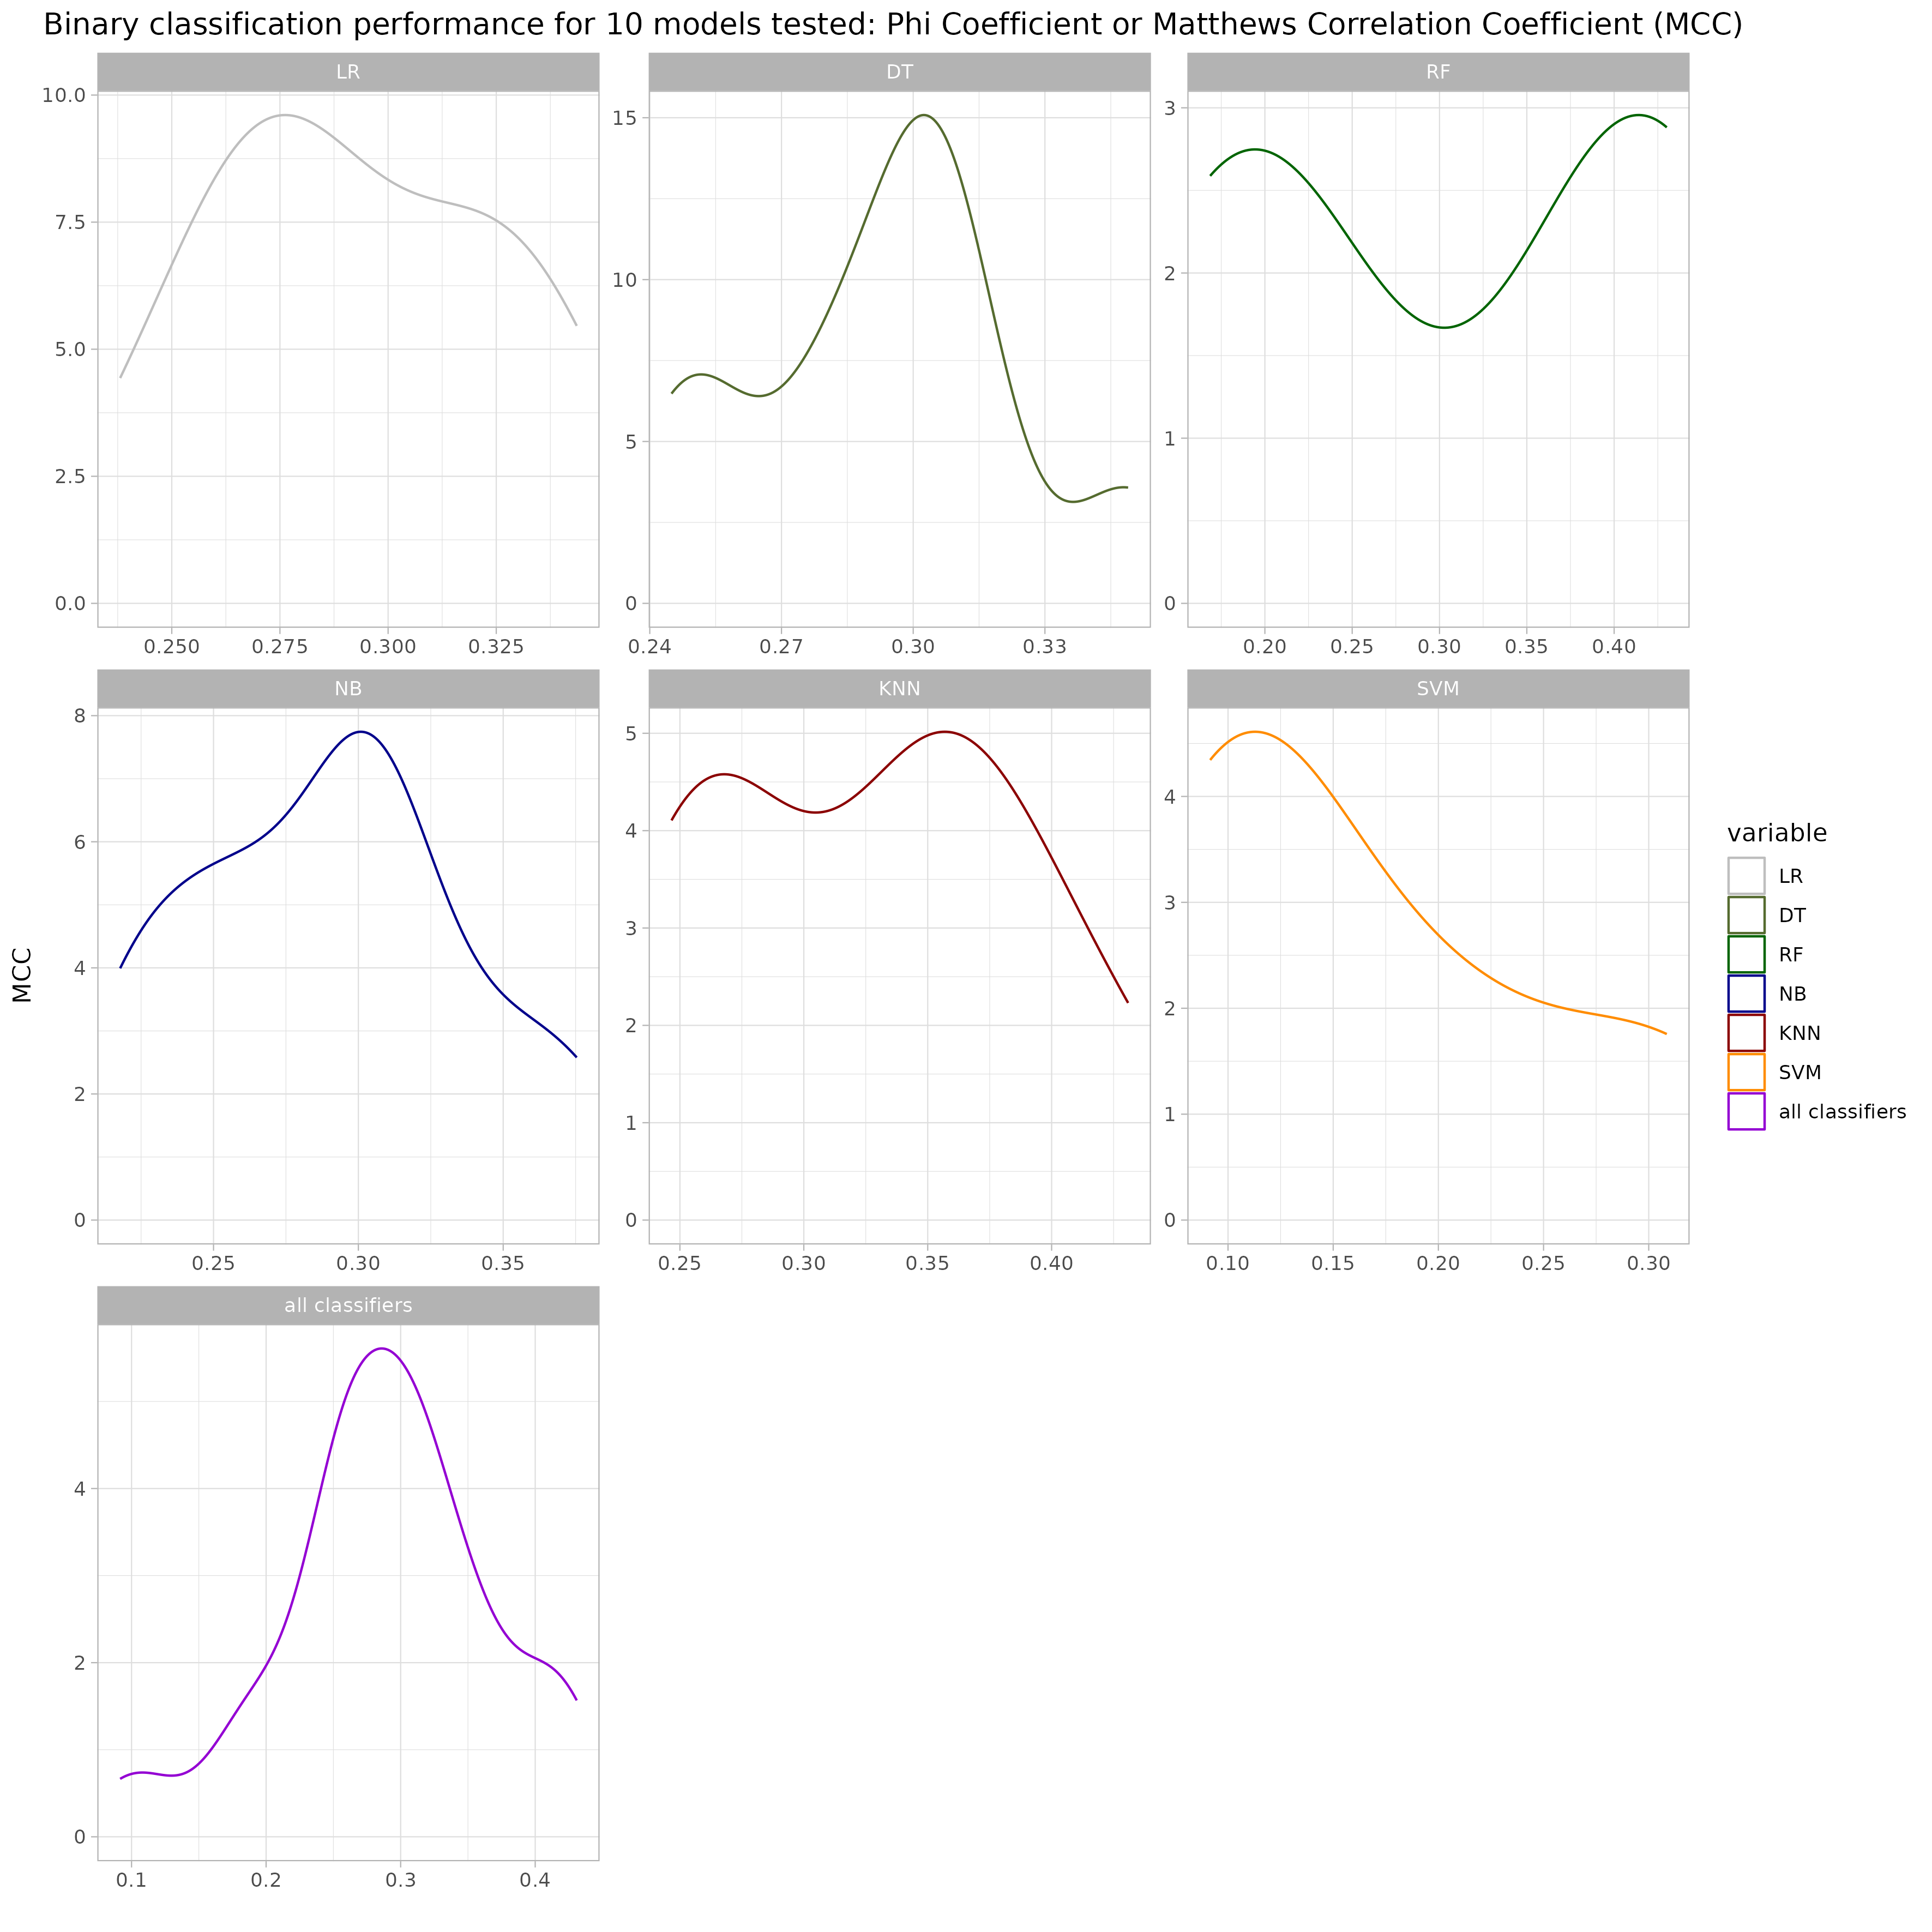 Binary classification performance for 10 models tested: Phi Coefficient or Matthews Correlation Coefficient (MCC)
LR
DT
RF
10.0
7.5
5.0
2.5
0.0
0.250 0.275 0.300 0.325
15
10
5
0
0.24 0.27 0.30 0.33
3
2
1
0
0.20 0.25 0.30 0.35 0.40
NB
KNN
SVM
8
6
4
2
0
0.25 0.30 0.35
5
4
3
2
1
0
0.25 0.30 0.35 0.40
4
3
2
1
0
0.10 0.15 0.20 0.25 0.30
all classifiers
4
2
0
0.1 0.2 0.3 0.4
MCC
variable
LR
DT
RF
NB
KNN
SVM
all classifiers